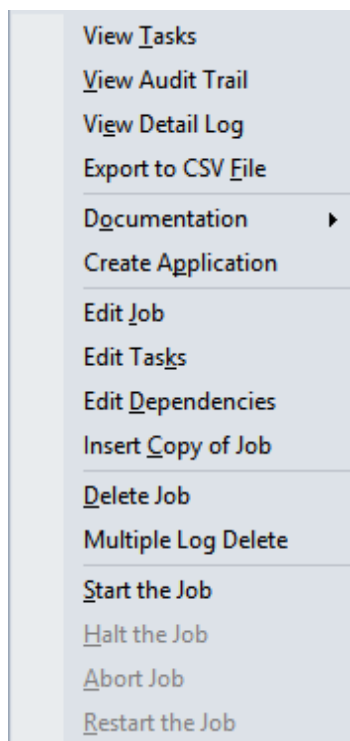 View Tasks
View Audit Trail
View Detail Log
Export to CSV File
Documentation
Create Application
Edit Job
Edit Tasks
Edit Dependencies
Insert Copy of Job
Delete Job
Multiple Log Delete
Start the Job
Halt the Job
Abort Job
Restart the Job